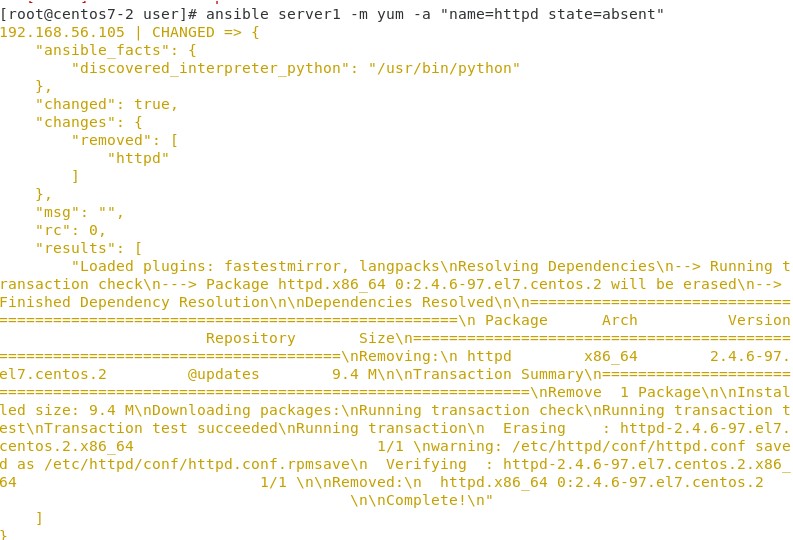 [root@centos7-2 user]# ansible server1 -m yum -a "name=httpd state=absent"
192.168.56.105 | CHANGED => {
    "ansible_facts": {
        "discovered_interpreter_python": "/usr/bin/python"
    },
    "changed": true,
    "changes": {
        "removed": [
            "httpd"
        ]
    },
    "msg": "",
    "rc": 0,
    "results": [
        "Loaded plugins: fastestmirror, langpacks\nResolving Dependencies\n--> Running t
ransaction check\n---> Package httpd.x86_64 0:2.4.6-97.el7.centos.2 will be erased\n--> 
Finished Dependency Resolution\n\nDependencies Resolved\n\n=============================
===================================================\n Package      Arch          Version
                       Repository       Size\n==========================================
======================================\nRemoving:\n httpd        x86_64        2.4.6-97.
el7.centos.2         @updates        9.4 M\n\nTransaction Summary\n=====================
===========================================================\nRemove  1 Package\n\nInstal
led size: 9.4 M\nDownloading packages:\nRunning transaction check\nRunning transaction t
est\nTransaction test succeeded\nRunning transaction\n  Erasing    : httpd-2.4.6-97.el7.
centos.2.x86_64                           1/1 \nwarning: /etc/httpd/conf/httpd.conf save
d as /etc/httpd/conf/httpd.conf.rpmsave\n  Verifying  : httpd-2.4.6-97.el7.centos.2.x86_
64                           1/1 \n\nRemoved:\n  httpd.x86_64 0:2.4.6-97.el7.centos.2   
                                       \n\nComplete!\n"
    ]
}